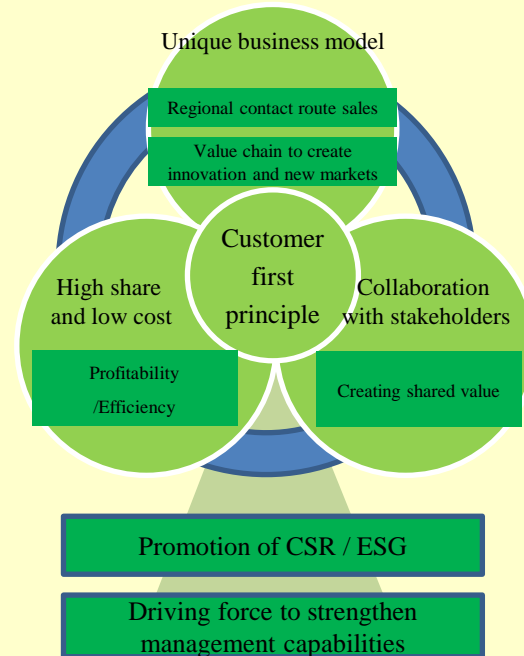 Unique business model
Regional contact route sales
Value chain to create
innovation and new markets
Customer
first
principle
High share
and low cost
Profitability
/Efficiency
Collaboration
with stakeholders
Creating shared value
Promotion of CSR / ESG
Driving force to strengthen
management capabilities